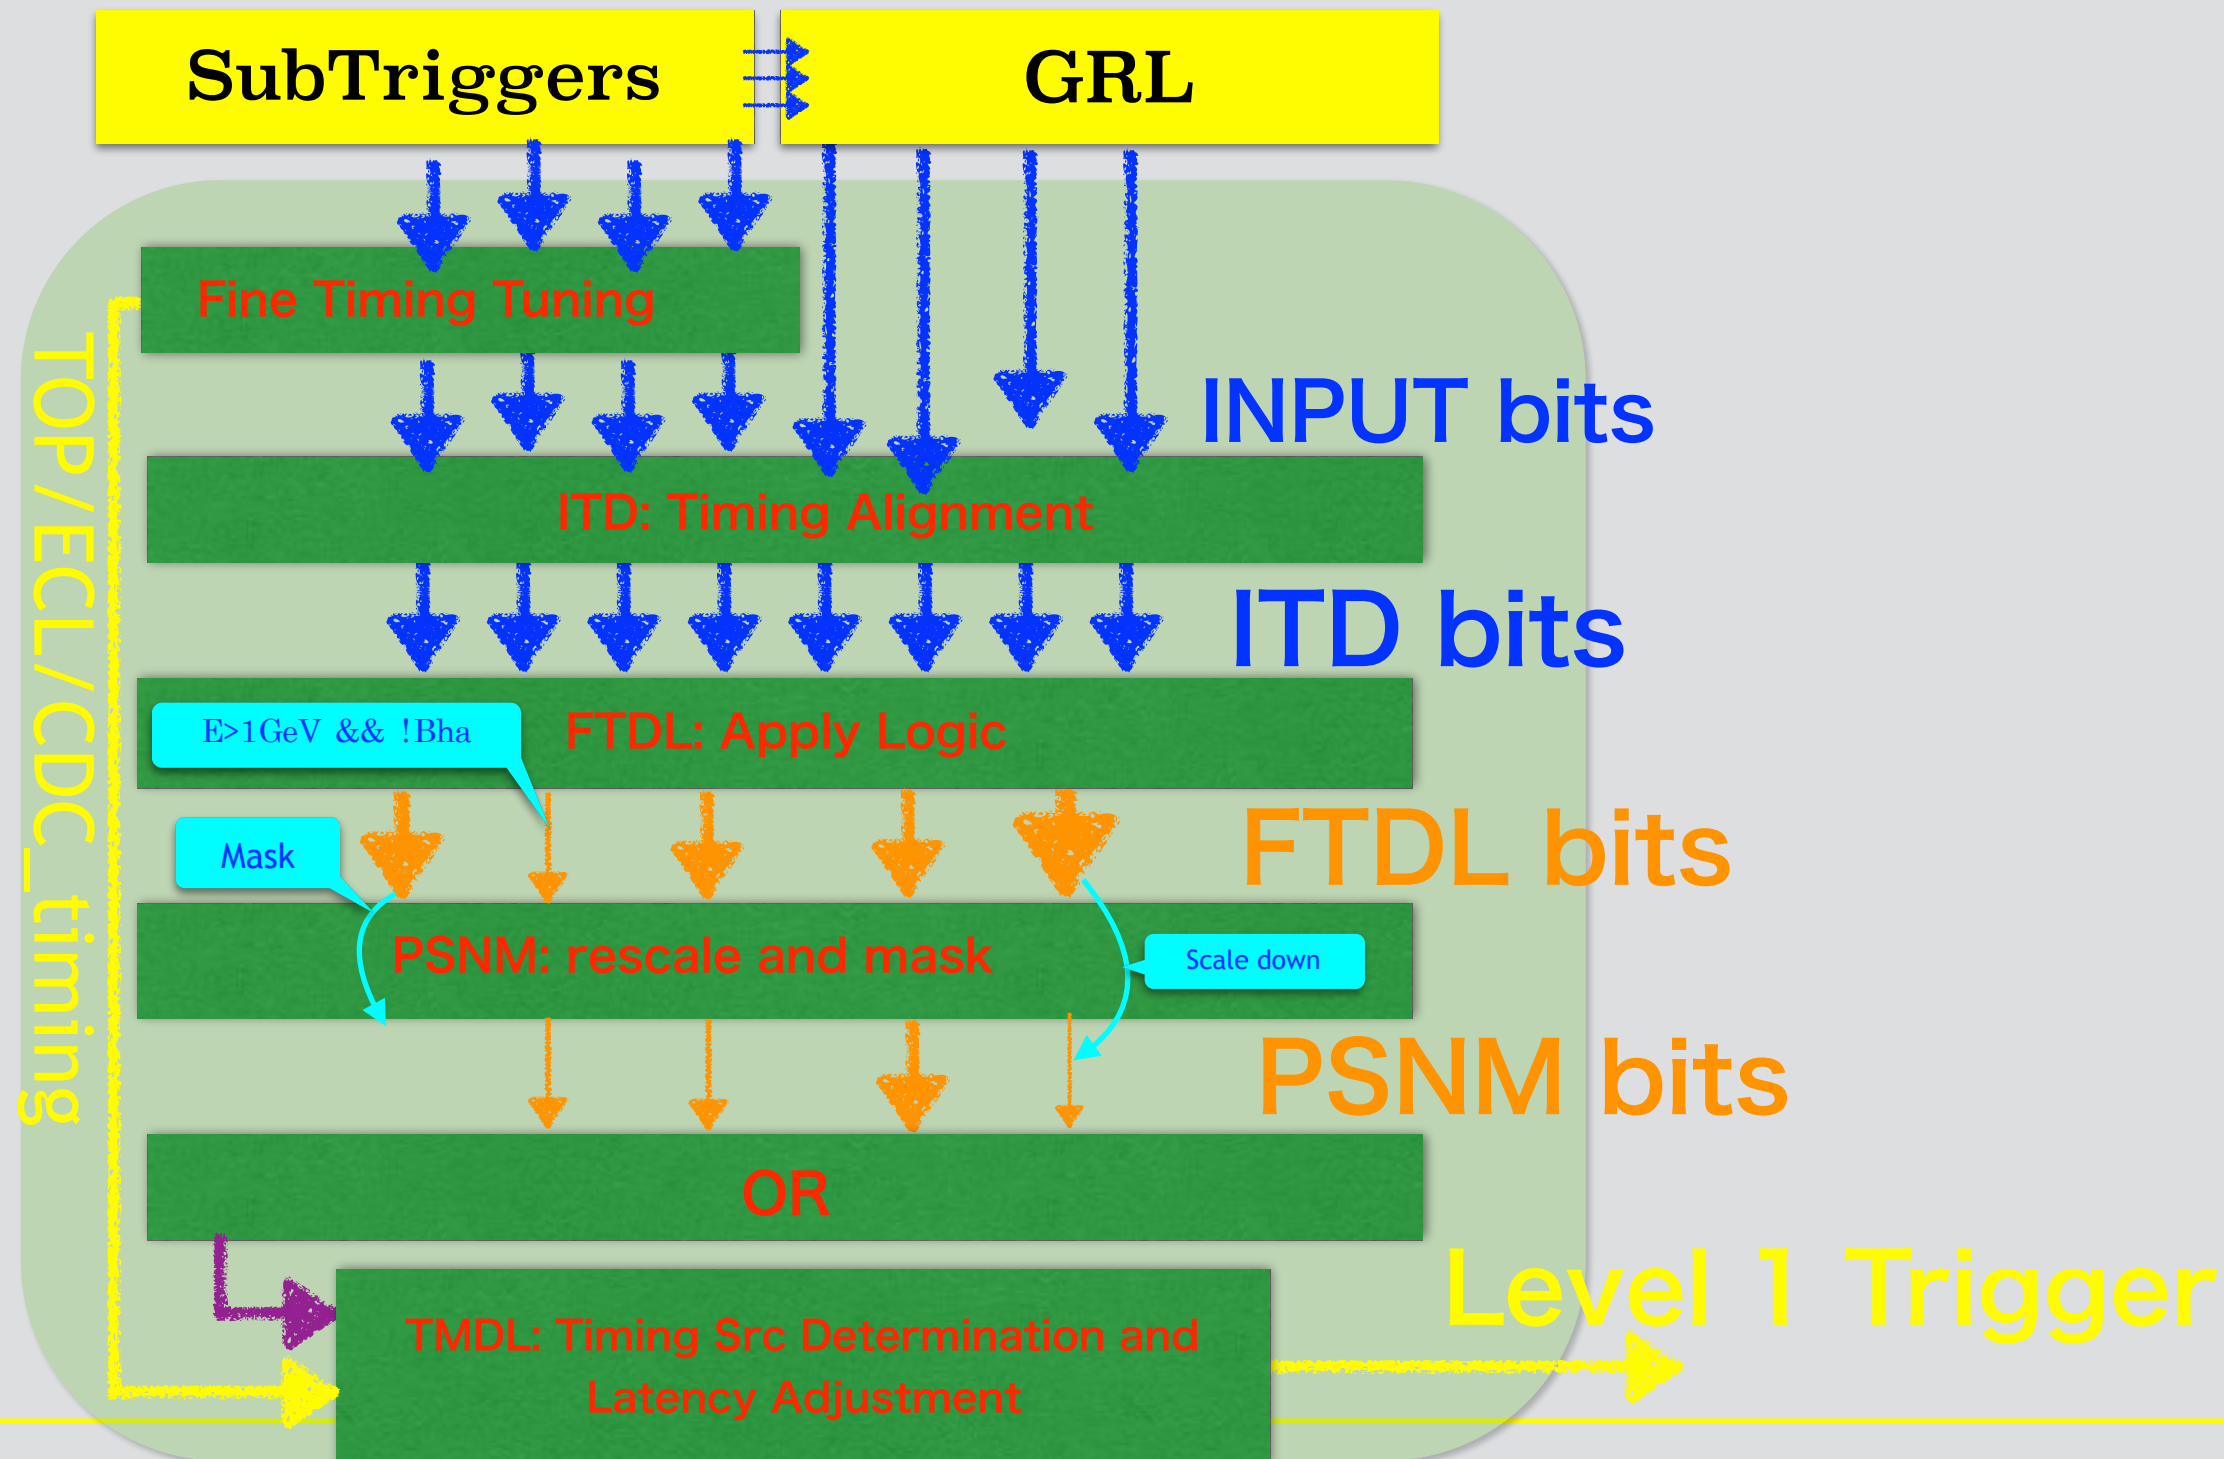 SubTriggers
GRL
Fine Timing Tuning
INPUT bits
ITD: Timing Alignment
ITD bits
E>1GeV && !Bha
FTDL: Apply Logic
FTDL bits
Mask
PSNM: rescale and mask
Scale down
PSNM bits
OR
TOP/ECL/CDC_timing
Level 1 Trigger
TMDL: Timing Src Determination and
Latency Adjustment